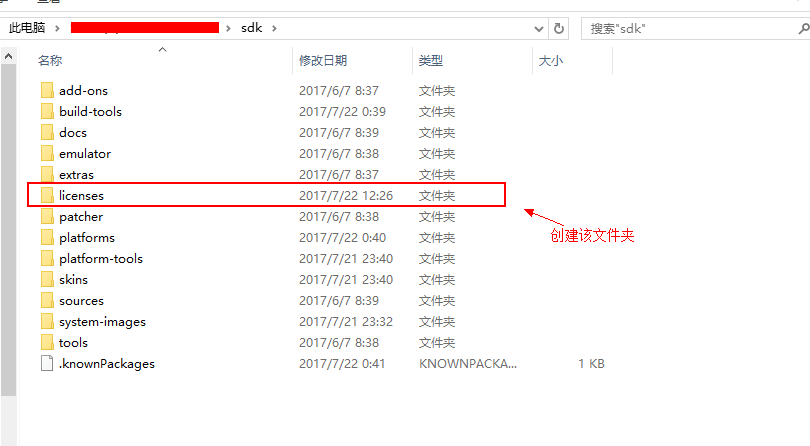 此电脑 > > sdk >
搜索"sdk"
名称 修改日期 类型 大小
add-ons 2017/6/7 8:37 文件夹
build-tools 2017/7/22 0:39 文件夹
docs 2017/6/7 8:39 文件夹
emulator 2017/6/7 8:38 文件夹
extras 2017/6/7 8:37 文件夹
licenses 2017/7/22 12:26 文件夹
patcher 2017/6/7 8:38 文件夹
创建该文件夹
platforms 2017/7/22 0:40 文件夹
platform-tools 2017/7/21 23:40 文件夹
skins 2017/7/21 23:40 文件夹
sources 2017/6/7 8:39 文件夹
system-images 2017/7/21 23:32 文件夹
tools 2017/6/7 8:38 文件夹
.knownPackages 2017/7/22 0:41 KNOWNPACKA... 1 KB